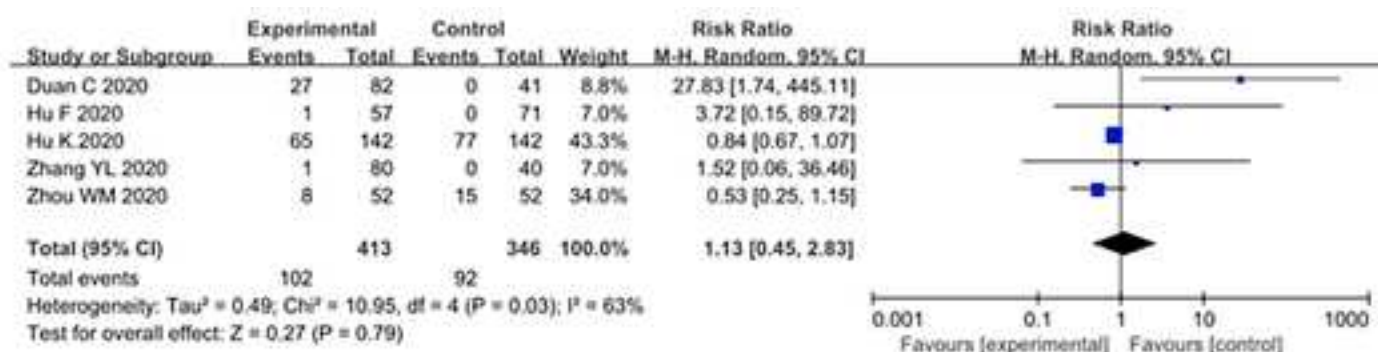 Experimental Control Risk Ratio Risk Ratio
Study or Subgroup Events Total Events Total Weight M-H, Random, 95% CI M-H, Random, 95% CI
Duan C 2020 27 82 0 41 8.8% 27.83 [1.74, 445.11]
Hu F 2020 1 57 0 71 7.0% 3.72 [0.15, 89.72]
Hu K 2020 65 142 77 142 43.3% 0.84 [0.67, 1.07]
Zhang YL 2020 1 80 0 40 7.0% 1.52 [0.06, 36.46]
Zhou WM 2020 8 52 15 52 34.0% 0.53 [0.25, 1.15]
Total (95% CI) 413 346 100.0% 1.13 [0.45, 2.83]
Total events 102 92
Heterogeneity: Tau² = 0.49; Chi² = 10.95, df = 4 (P = 0.03); I² = 63%
Test for overall effect: Z = 0.27 (P = 0.79)
0.001 0.1 1 10 1000
Favours [experimental] Favours [control]